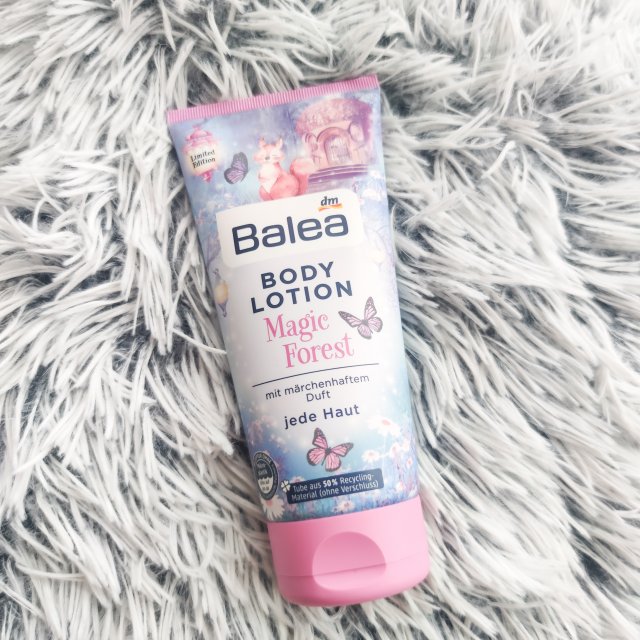 Limited
Edition
dm
Balea
BODY
LOTION
Magic
Forest
mit märchenhaftem
Duft
jede Haut
Tube aus 50% Recycling-
Material (ohne Verschluss)